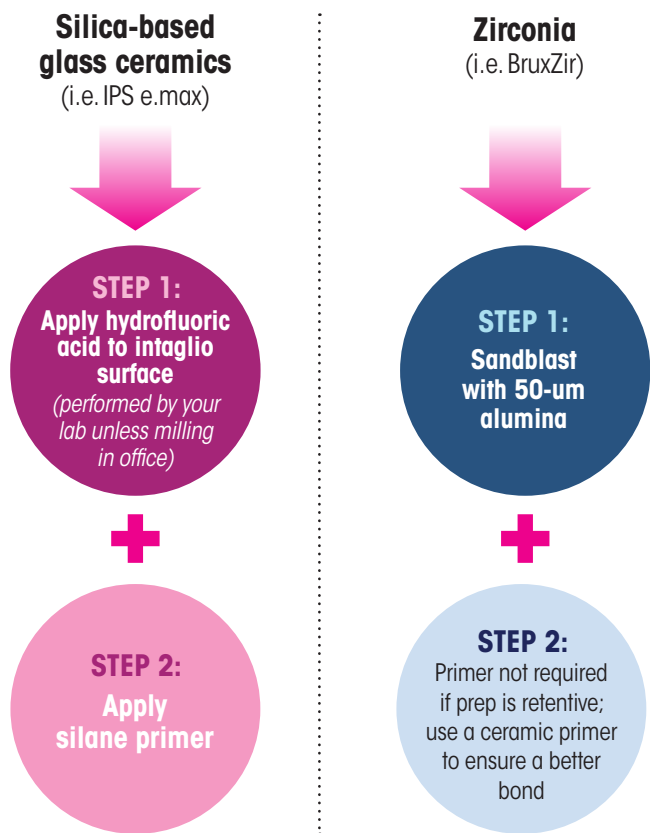 Silica-based
glass ceramics
(i.e. IPS e.max)
STEP 1:
Apply hydrofluoric
acid to intaglio
surface
(performed by your
lab unless milling
in office)
STEP 2:
Apply
silane primer
Zirconia
(i.e. BruxZir)
STEP 1:
Sandblast
with 50-um
alumina
STEP 2:
Primer not required
if prep is retentive;
use a ceramic primer
to ensure a better
bond